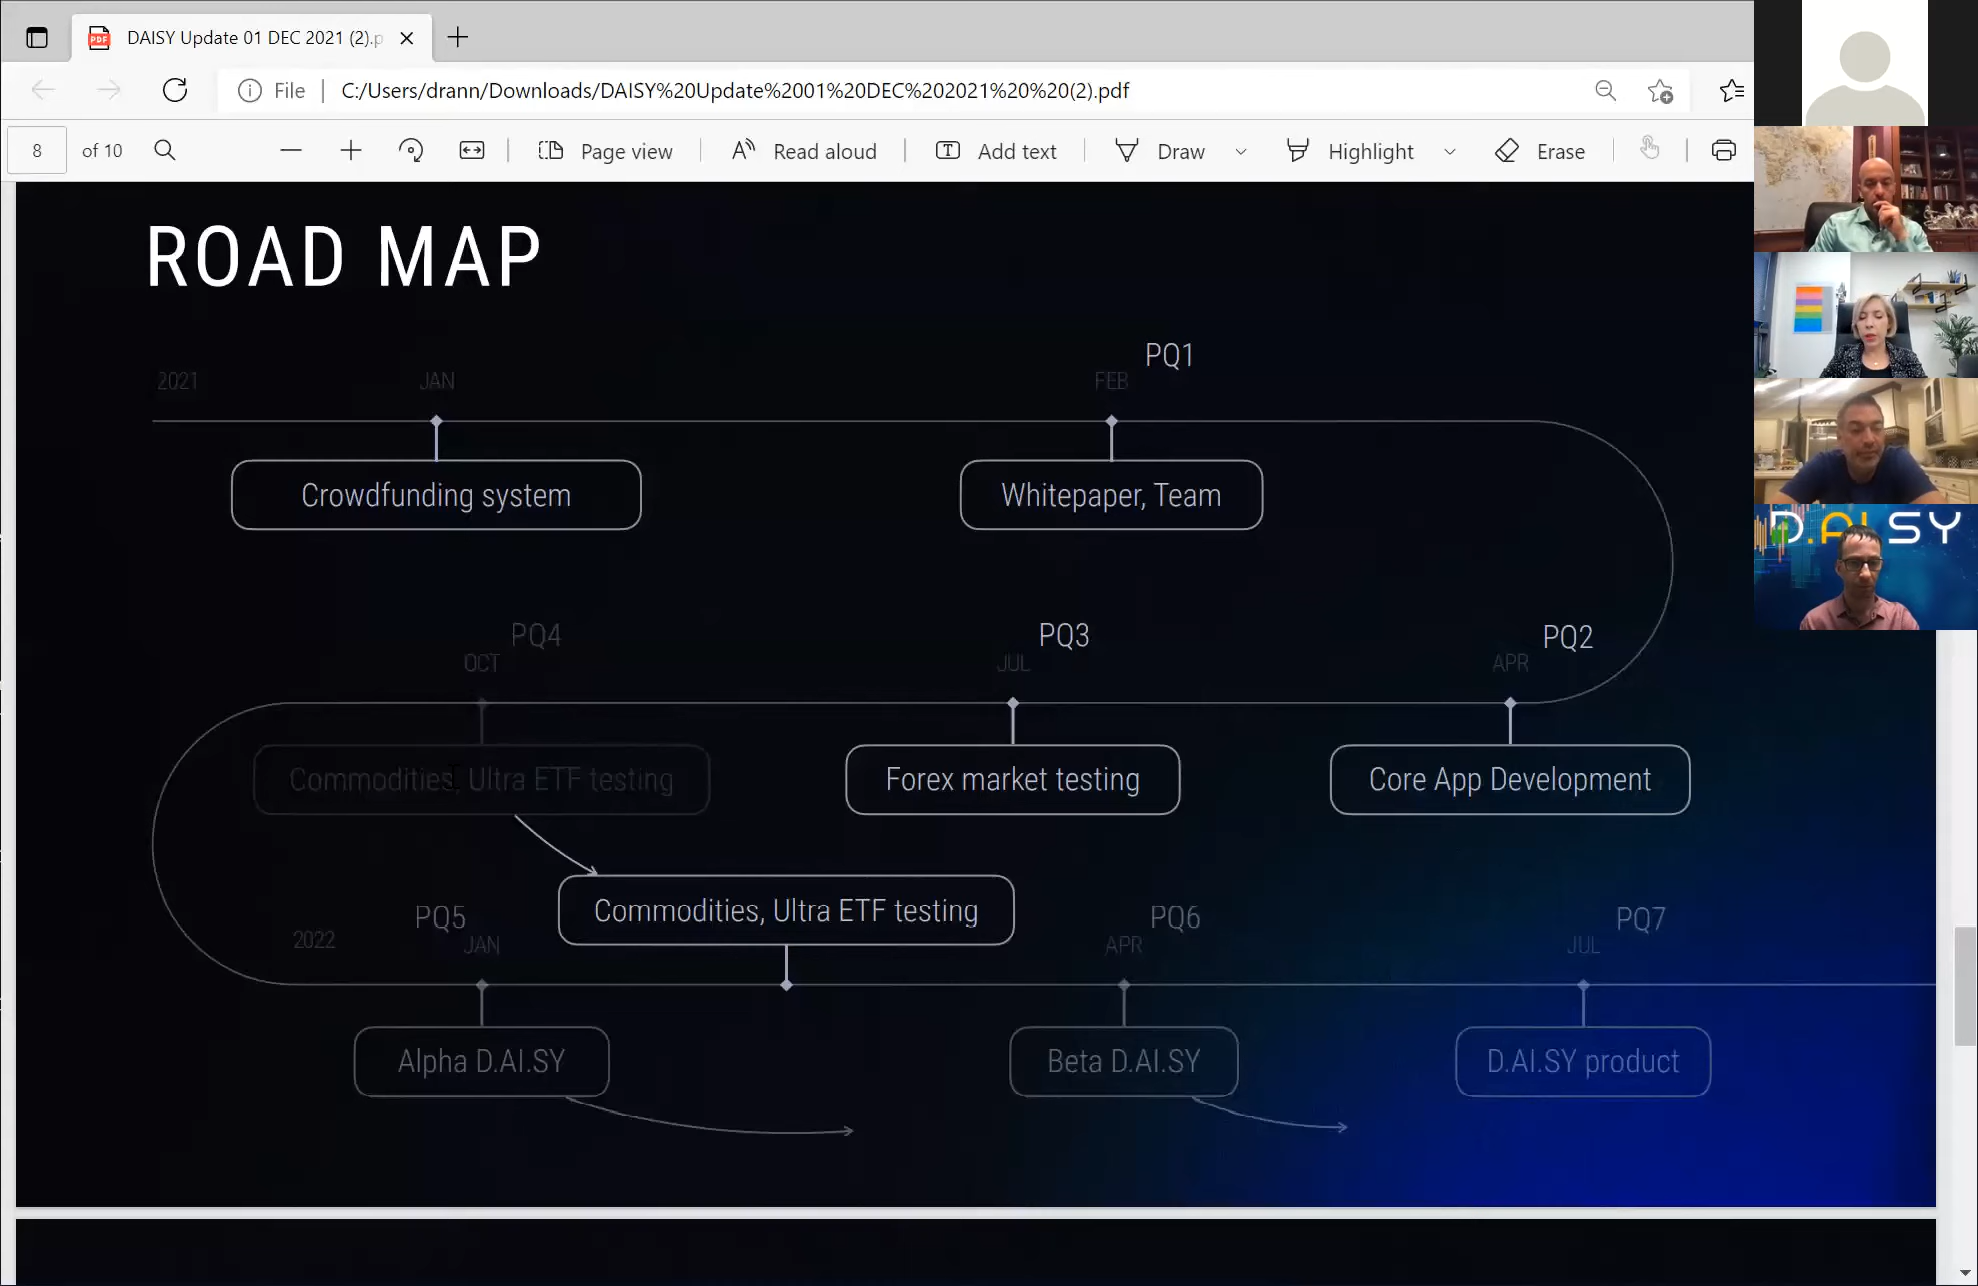 DAISY Update 01 DEC 2021 (2).p
File
C:/Users/drann/Downloads/DAISY%20Update%2001%20DEC%202021%20%20(2).pdf
8 of 10
Page view
Read aloud
Add text
Draw
Highlight
Erase
ROAD MAP
2021
JAN
FEB
PQ1
Crowdfunding system
Whitepaper, Team
OCT
PQ4
JUL
PQ3
APR
PQ2
Commodities, Ultra ETF testing
Forex market testing
Core App Development
Commodities, Ultra ETF testing
2022
PQ5
JAN
APR
PQ6
JUL
PQ7
Alpha D.AI.SY
Beta D.AI.SY
D.AI.SY product
D.AI.SY